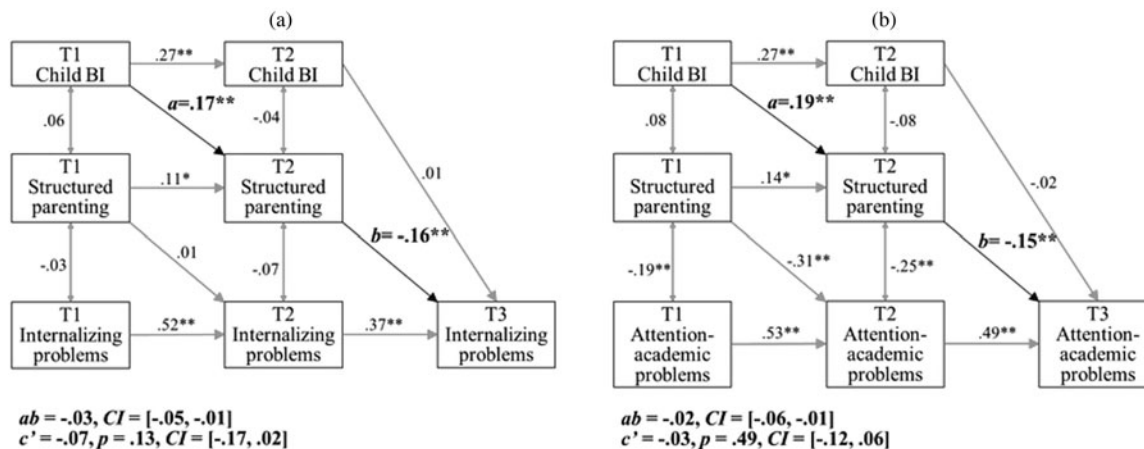 (a)
T1
Child BI
.27**
T2
Child BI
a=.17**
.06
-.04
T1
Structured
parenting
.11*
T2
Structured
parenting
.01
b= -.16**
-.03
.01
-.07
T1
Internalizing
problems
.52**
T2
Internalizing
problems
.37**
T3
Internalizing
problems
ab = -.03, CI = [-.05, -.01]
c’ = -.07, p = .13, CI = [-.17, .02]
(b)
T1
Child BI
.27**
T2
Child BI
a=.19**
.08
-.08
T1
Structured
parenting
.14*
T2
Structured
parenting
-.02
b= -.15**
-.19**
-.31**
-.25**
T1
Attention-
academic
problems
.53**
T2
Attention-
academic
problems
.49**
T3
Attention-
academic
problems
ab = -.02, CI = [-.06, -.01]
c’ = -.03, p = .49, CI = [-.12, .06]